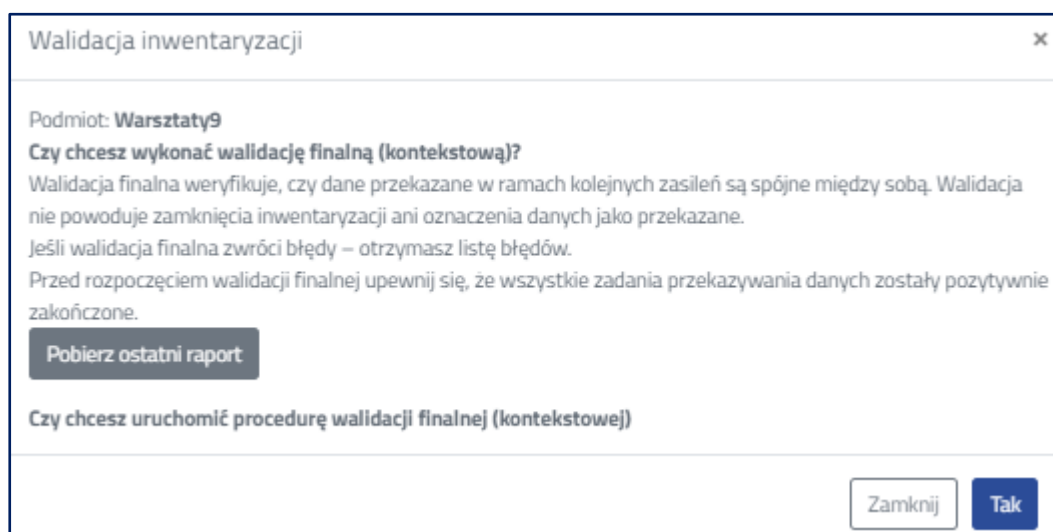 Walidacja inwentaryzacji
×
Podmiot: Warsztaty9
Czy chcesz wykonać walidację finalną (kontekstową)?
Walidacja finalna weryfikuje, czy dane przekazane w ramach kolejnych zasileń są spójne między sobą. Walidacja
nie powoduje zamknięcia inwentaryzacji ani oznaczenia danych jako przekazane.
Jeśli walidacja finalna zwróci błędy – otrzymasz listę błędów.
Przed rozpoczęciem walidacji finalnej upewnij się, że wszystkie zadania przekazywania danych zostały pozytywnie
zakończone.
Pobierz ostatni raport
Czy chcesz uruchomić procedurę walidacji finalnej (kontekstowej)
Zamknij Tak